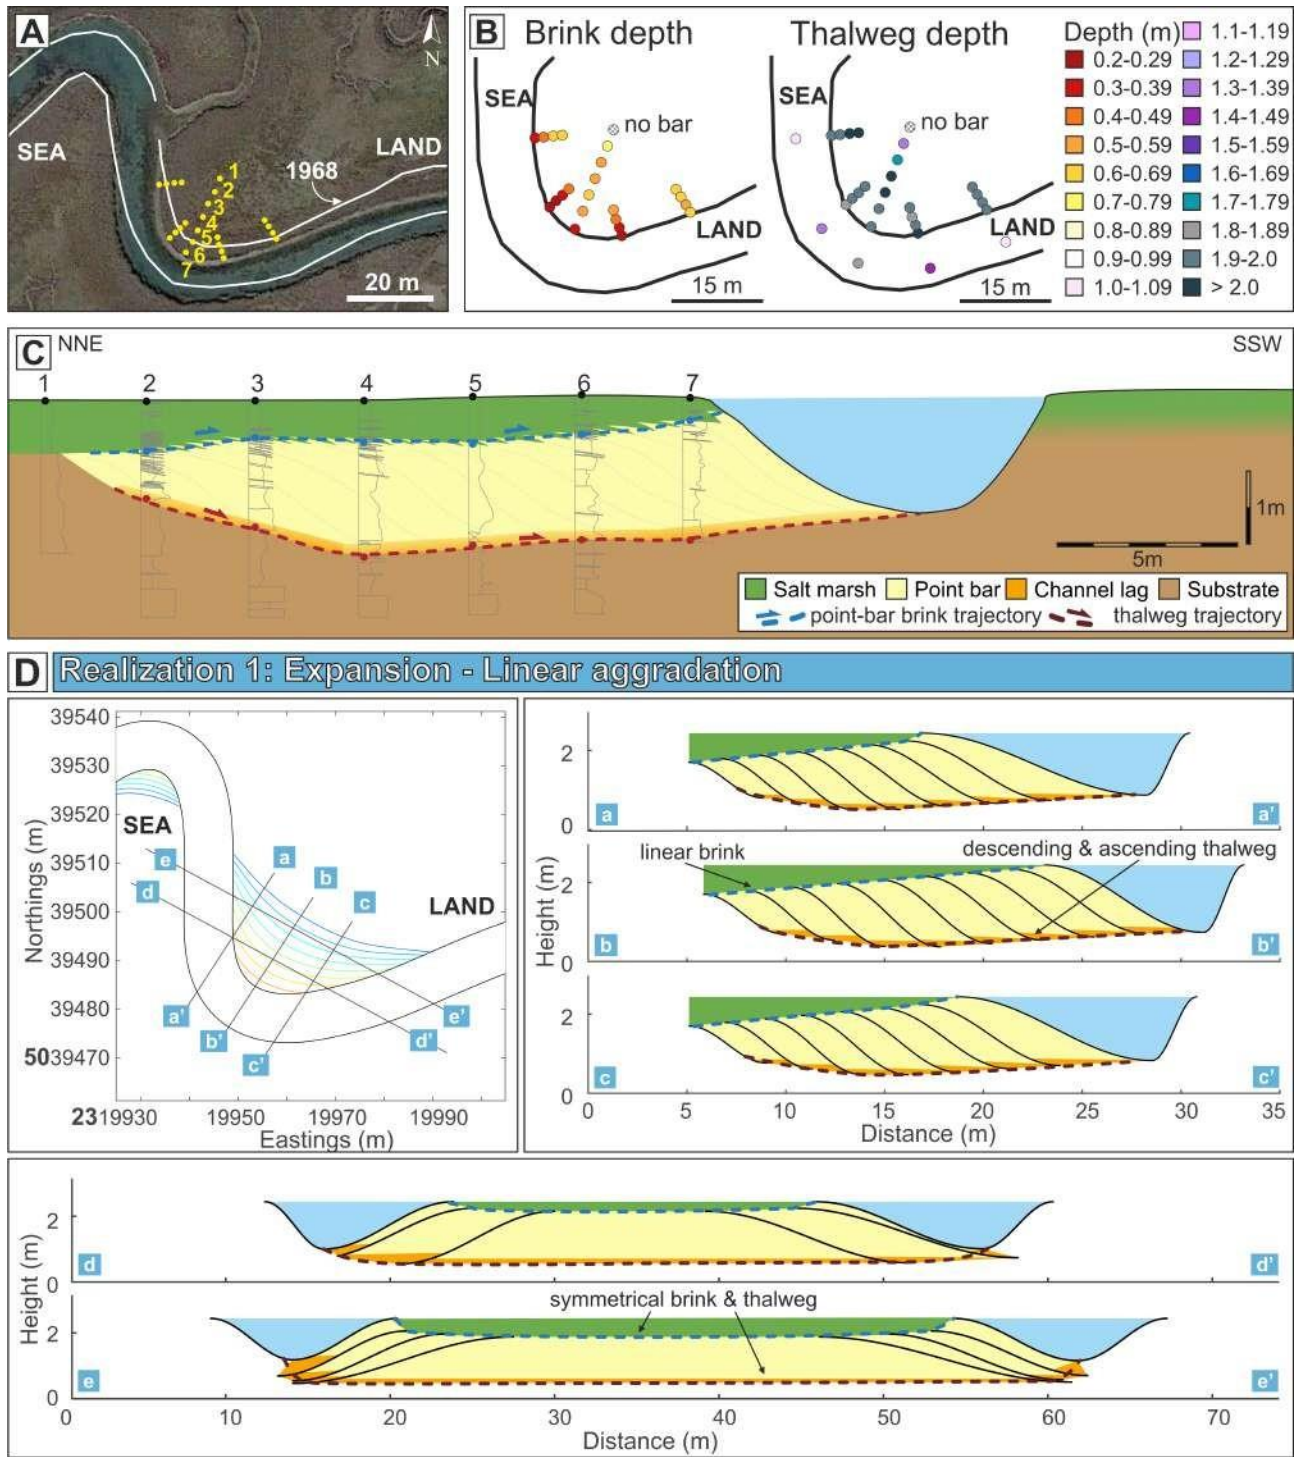 A
N
SEA
LAND
1968
1
2
3
4
5
6
7
20 m
B
Brink depth
Thalweg depth
SEA
no bar
LAND
15 m
SEA
no bar
LAND
15 m
Depth (m)
0.2-0.29
0.3-0.39
0.4-0.49
0.5-0.59
0.6-0.69
0.7-0.79
0.8-0.89
0.9-0.99
1.0-1.09
1.1-1.19
1.2-1.29
1.3-1.39
1.4-1.49
1.5-1.59
1.6-1.69
1.7-1.79
1.8-1.89
1.9-2.0
> 2.0
C NNE
SSW
1 2 3 4 5 6 7
1m
5m
Salt marsh Point bar Channel lag Substrate
point-bar brink trajectory thalweg trajectory
D Realization 1: Expansion - Linear aggradation
39540
39530
39520
39510
39500
39490
39480
5039470
Northings (m)
SEA
LAND
e
d
a
b
c
a'
b'
c'
d'
e'
2319930 19950 19970 19990
Eastings (m)
2
0
a a'
linear brink
descending & ascending thalweg
Height (m)
2
0
b b'
2
0
c c'
0 5 10 15 20 25 30 35
Distance (m)
Height (m)
2
0
d d'
symmetrical brink & thalweg
Height (m)
2
0
e e'
0 10 20 30 40 50 60 70
Distance (m)